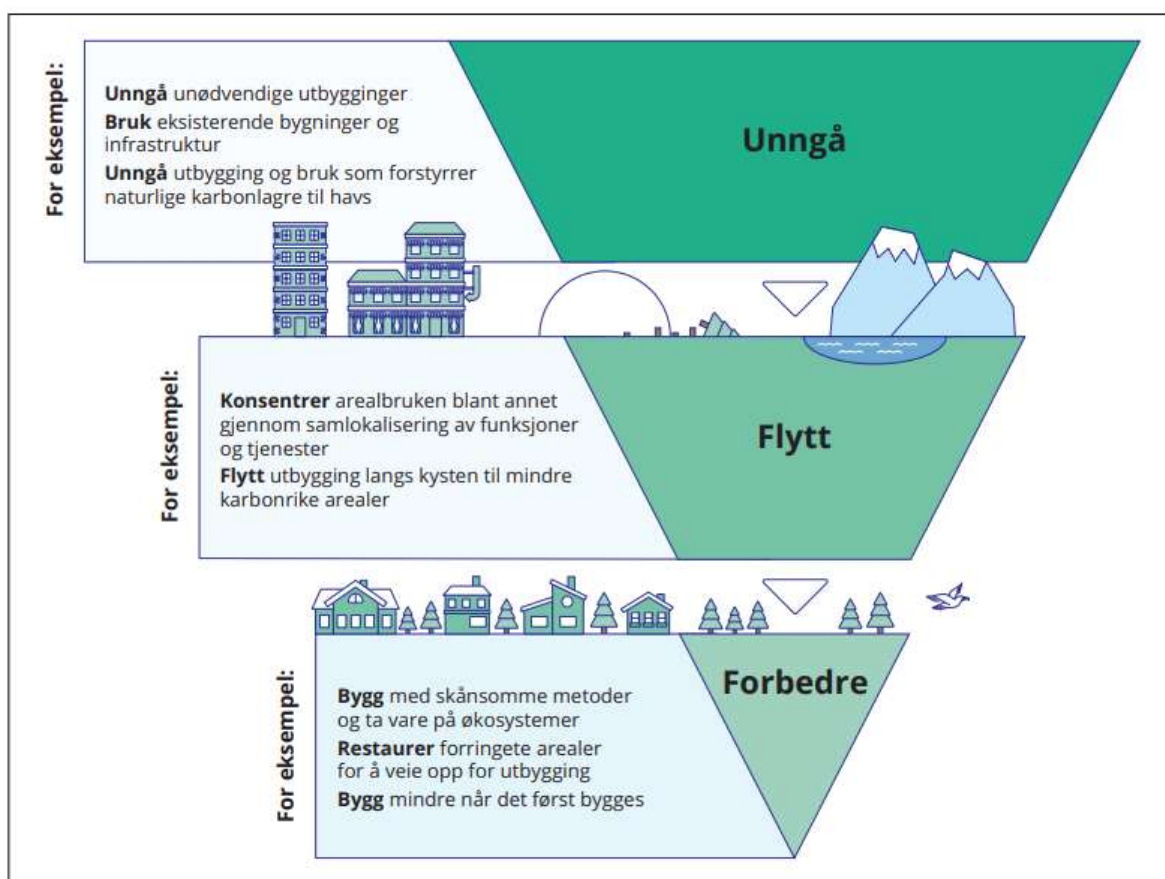 For eksempel:
Unngå unødvendige utbygginger
Bruk eksisterende bygninger og
infrastruktur
Unngå utbygging og bruk som forstyrrer
naturlige karbonlagre til havs
Unngå
For eksempel:
Konsentrer arealbruken blant annet
gjennom samlokalisering av funksjoner
og tjenester
Flytt utbygging langs kysten til mindre
karbonrike arealer
Flytt
For eksempel:
Bygg med skånsomme metoder
og ta vare på økosystemer
Restaurer forringete arealer
for å veie opp for utbygging
Bygg mindre når det først bygges
Forbedre